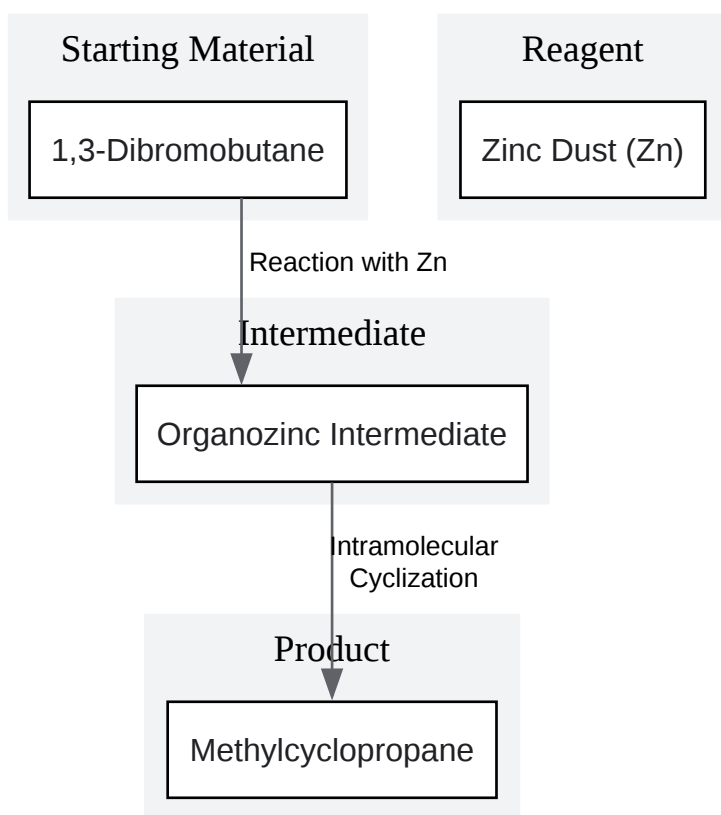 Starting Material
Reagent
1,3-Dibromobutane
Zinc Dust (Zn)
Reaction with Zn
Intermediate
Organozinc Intermediate
Intramolecular
Cyclization
Product
Methylcyclopropane